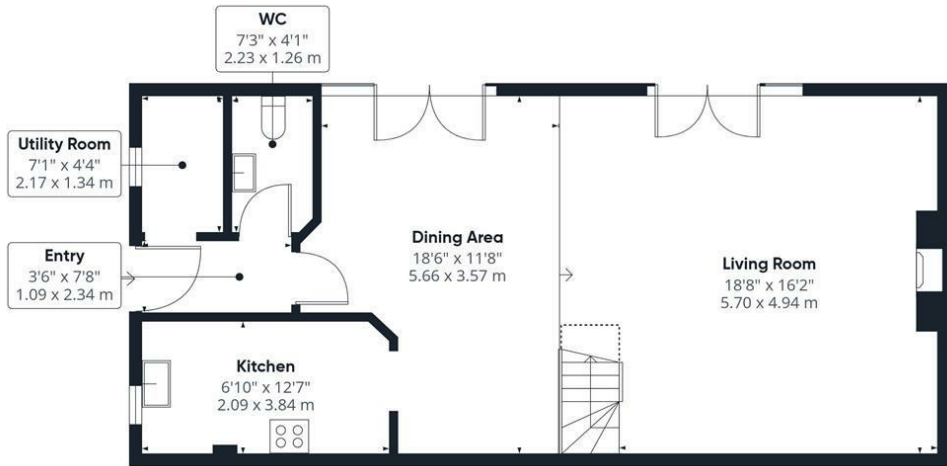 WC
7'3" x 4'1"
2.23 x 1.26 m
Utility Room
7'1" x 4'4"
2.17 x 1.34 m
Entry
3'6" x 7'8"
1.09 x 2.34 m
Dining Area
18'6" x 11'8"
5.66 x 3.57 m
Living Room
18'8" x 16'2"
5.70 x 4.94 m
Kitchen
6'10" x 12'7"
2.09 x 3.84 m